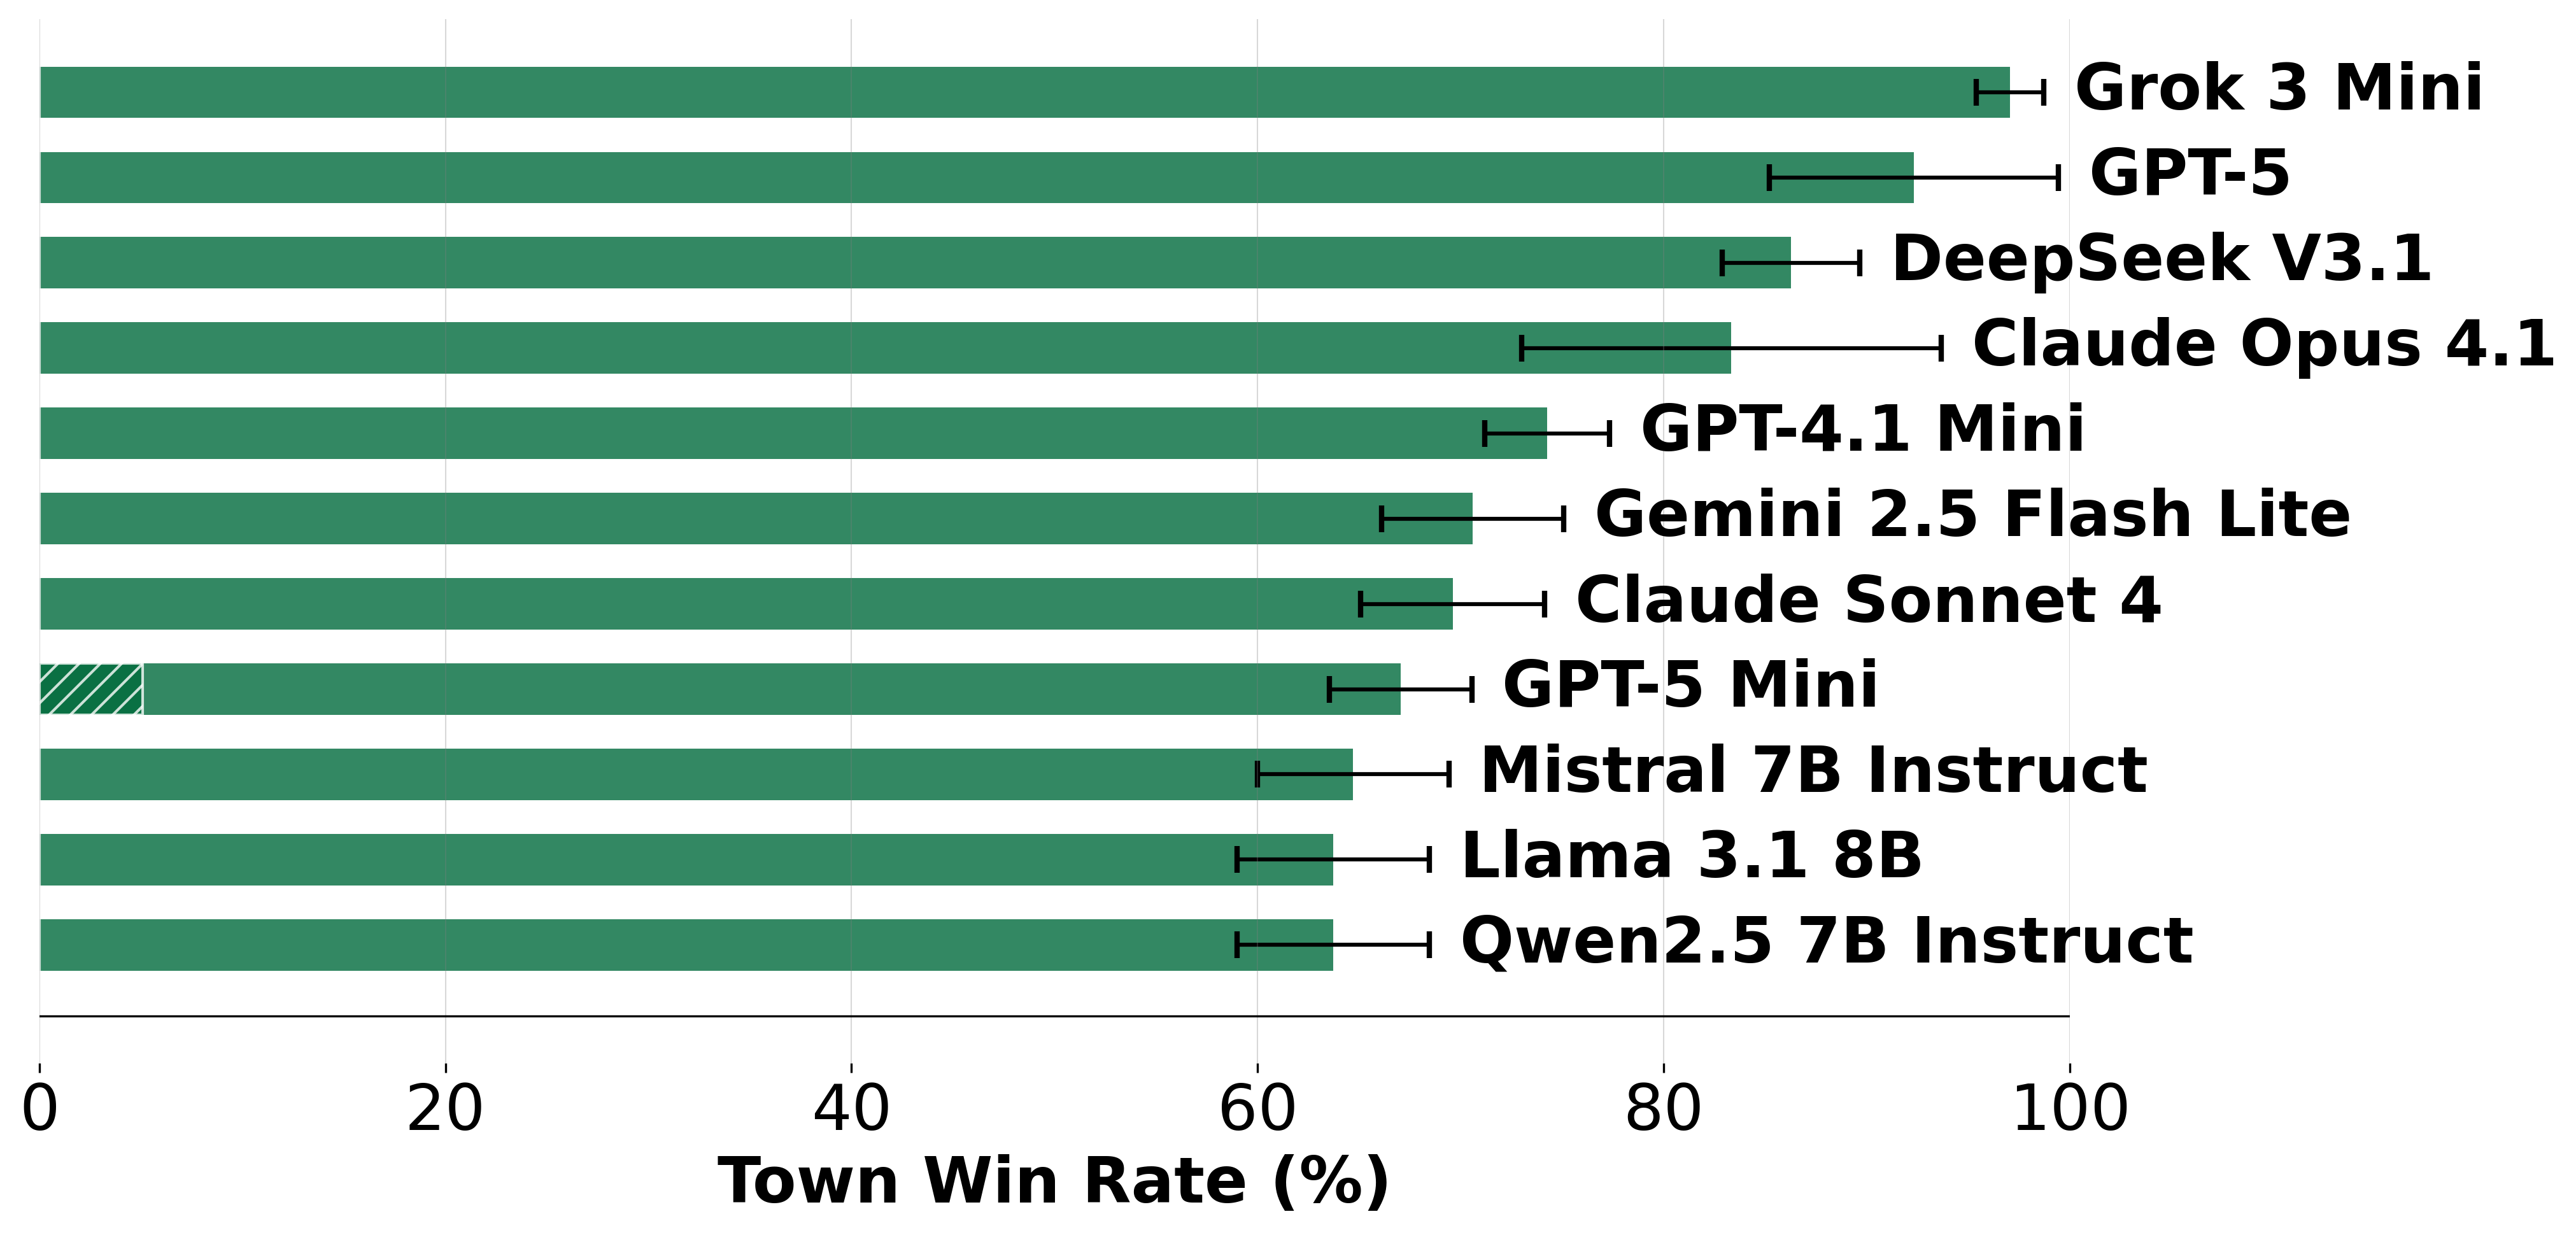 Grok 3 Mini
GPT-5
DeepSeek V3.1
Claude Opus 4.1
GPT-4.1 Mini
Gemini 2.5 Flash Lite
Claude Sonnet 4
GPT-5 Mini
Mistral 7B Instruct
Llama 3.1 8B
Qwen2.5 7B Instruct
0 20 40 60 80 100
Town Win Rate (%)